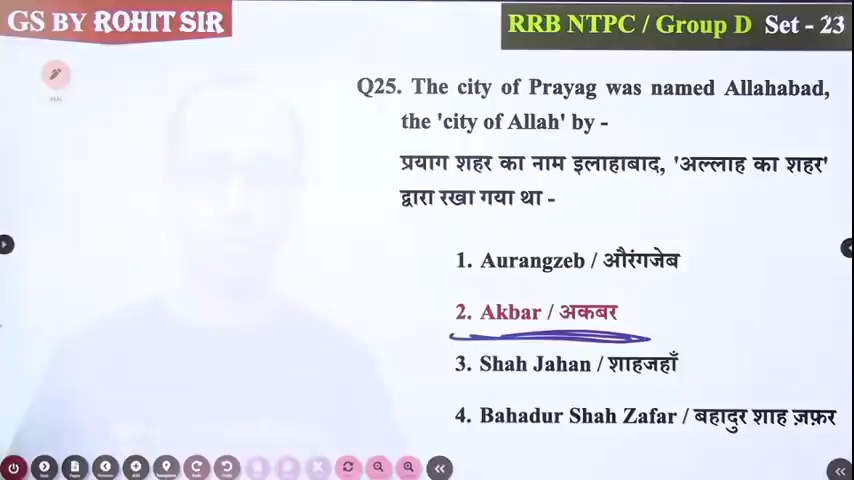 GS BY ROHIT SIR
RRB NTPC / Group D Set - 23
Q25. The city of Prayag was named Allahabad,
the 'city of Allah' by -
प्रयाग शहर का नाम इलाहाबाद, 'अल्लाह का शहर'
द्वारा रखा गया था -
1. Aurangzeb / औरंगजेब
2. Akbar / अकबर
3. Shah Jahan / शाहजहाँ
4. Bahadur Shah Zafar / बहादुर शाह ज़फ़र